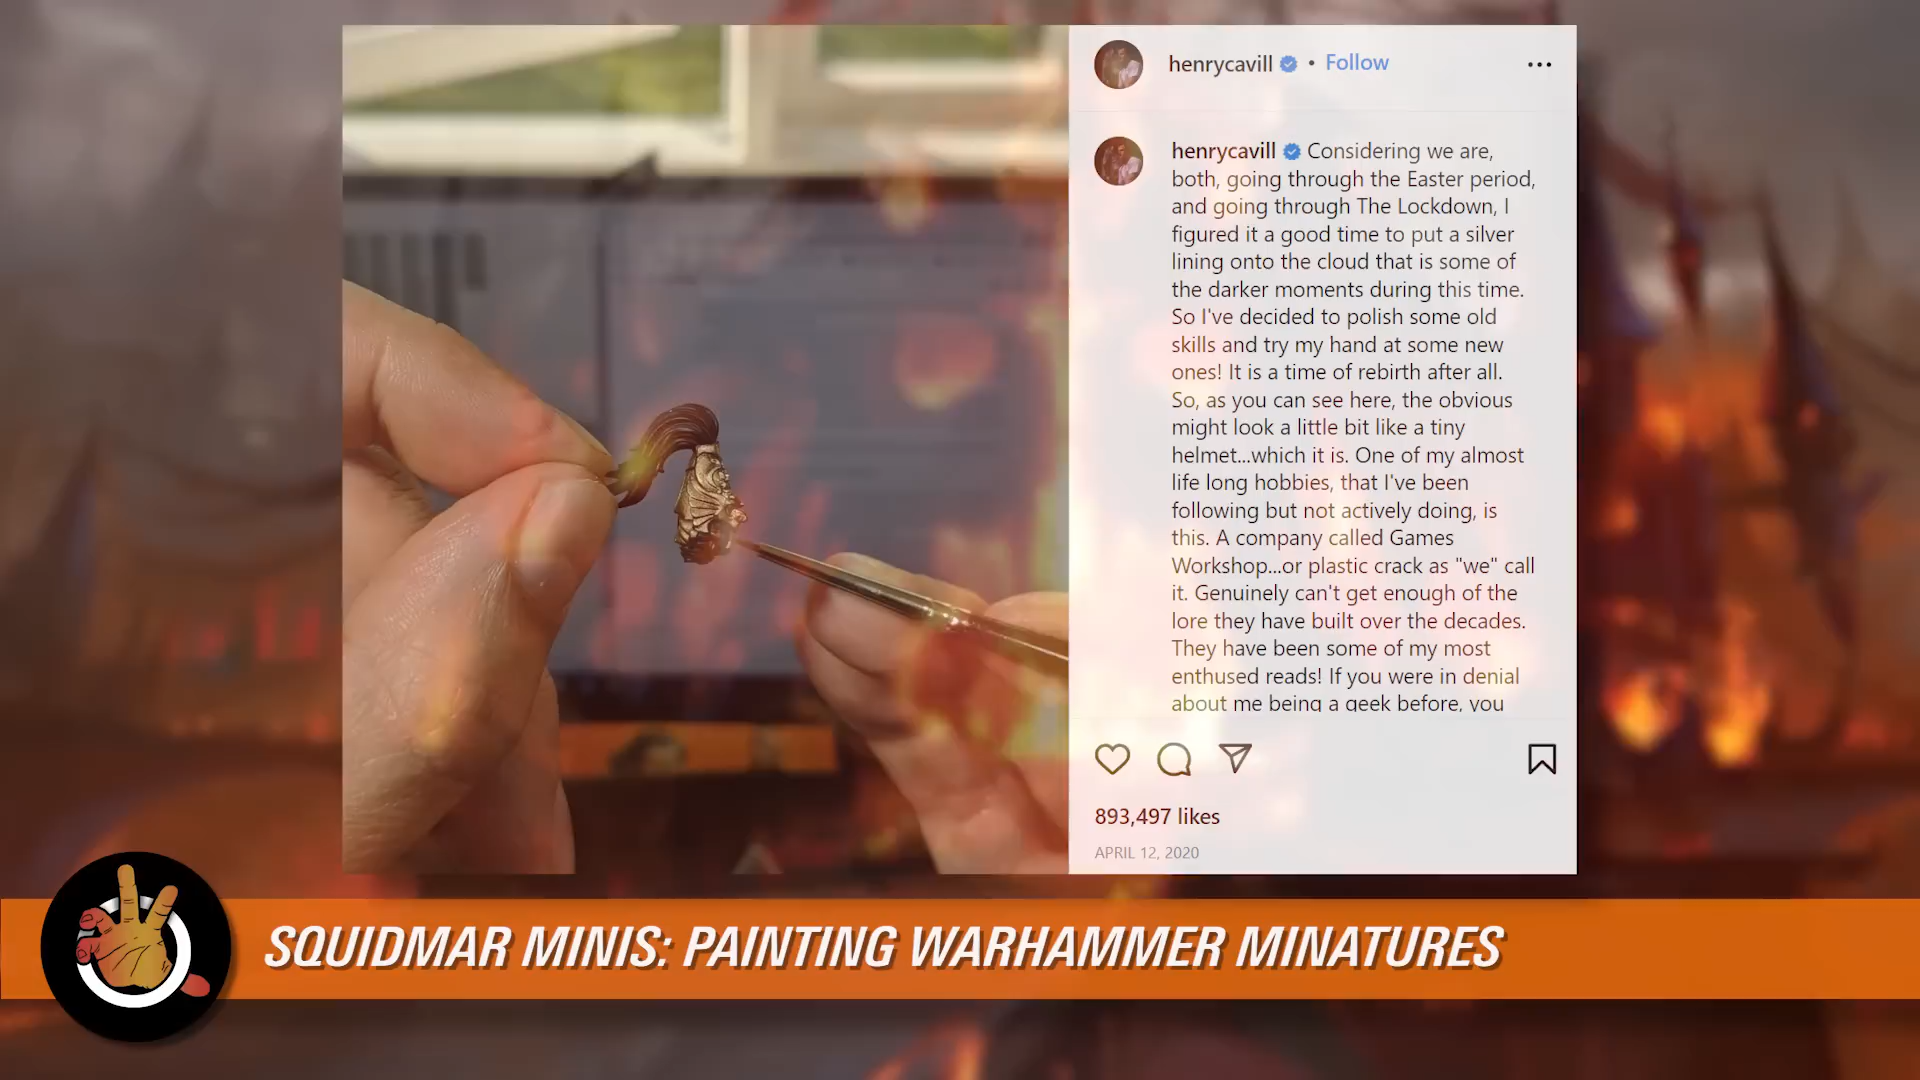 henrycavill • Follow
henrycavill Considering we are,
both, going through the Easter period,
and going through The Lockdown, I
figured it a good time to put a silver
lining onto the cloud that is some of
the darker moments during this time.
So I've decided to polish some old
skills and try my hand at some new
ones! It is a time of rebirth after all.
So, as you can see here, the obvious
might look a little bit like a tiny
helmet...which it is. One of my almost
life long hobbies, that I've been
following but not actively doing, is
this. A company called Games
Workshop...or plastic crack as "we" call
it. Genuinely can't get enough of the
lore they have built over the decades.
They have been some of my most
enthused reads! If you were in denial
about me being a geek before, you
893,497 likes
APRIL 12, 2020
SQUIDMAR MINIS: PAINTING WARHAMMER MINATURES